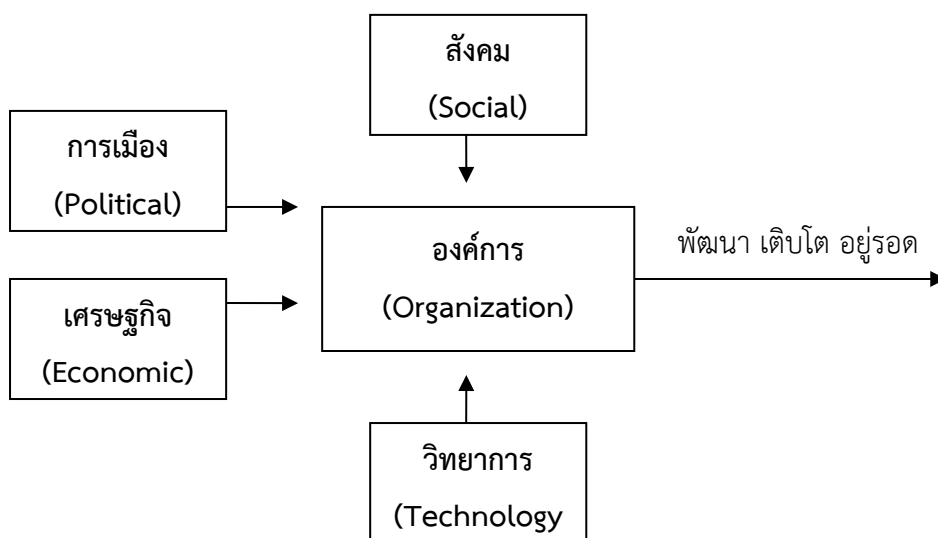 สังคม
(Social)
การเมือง
(Political)
องค์การ
(Organization)
พัฒนา เติบโต อยู่รอด
เศรษฐกิจ
(Economic)
วิทยาการ
(Technology